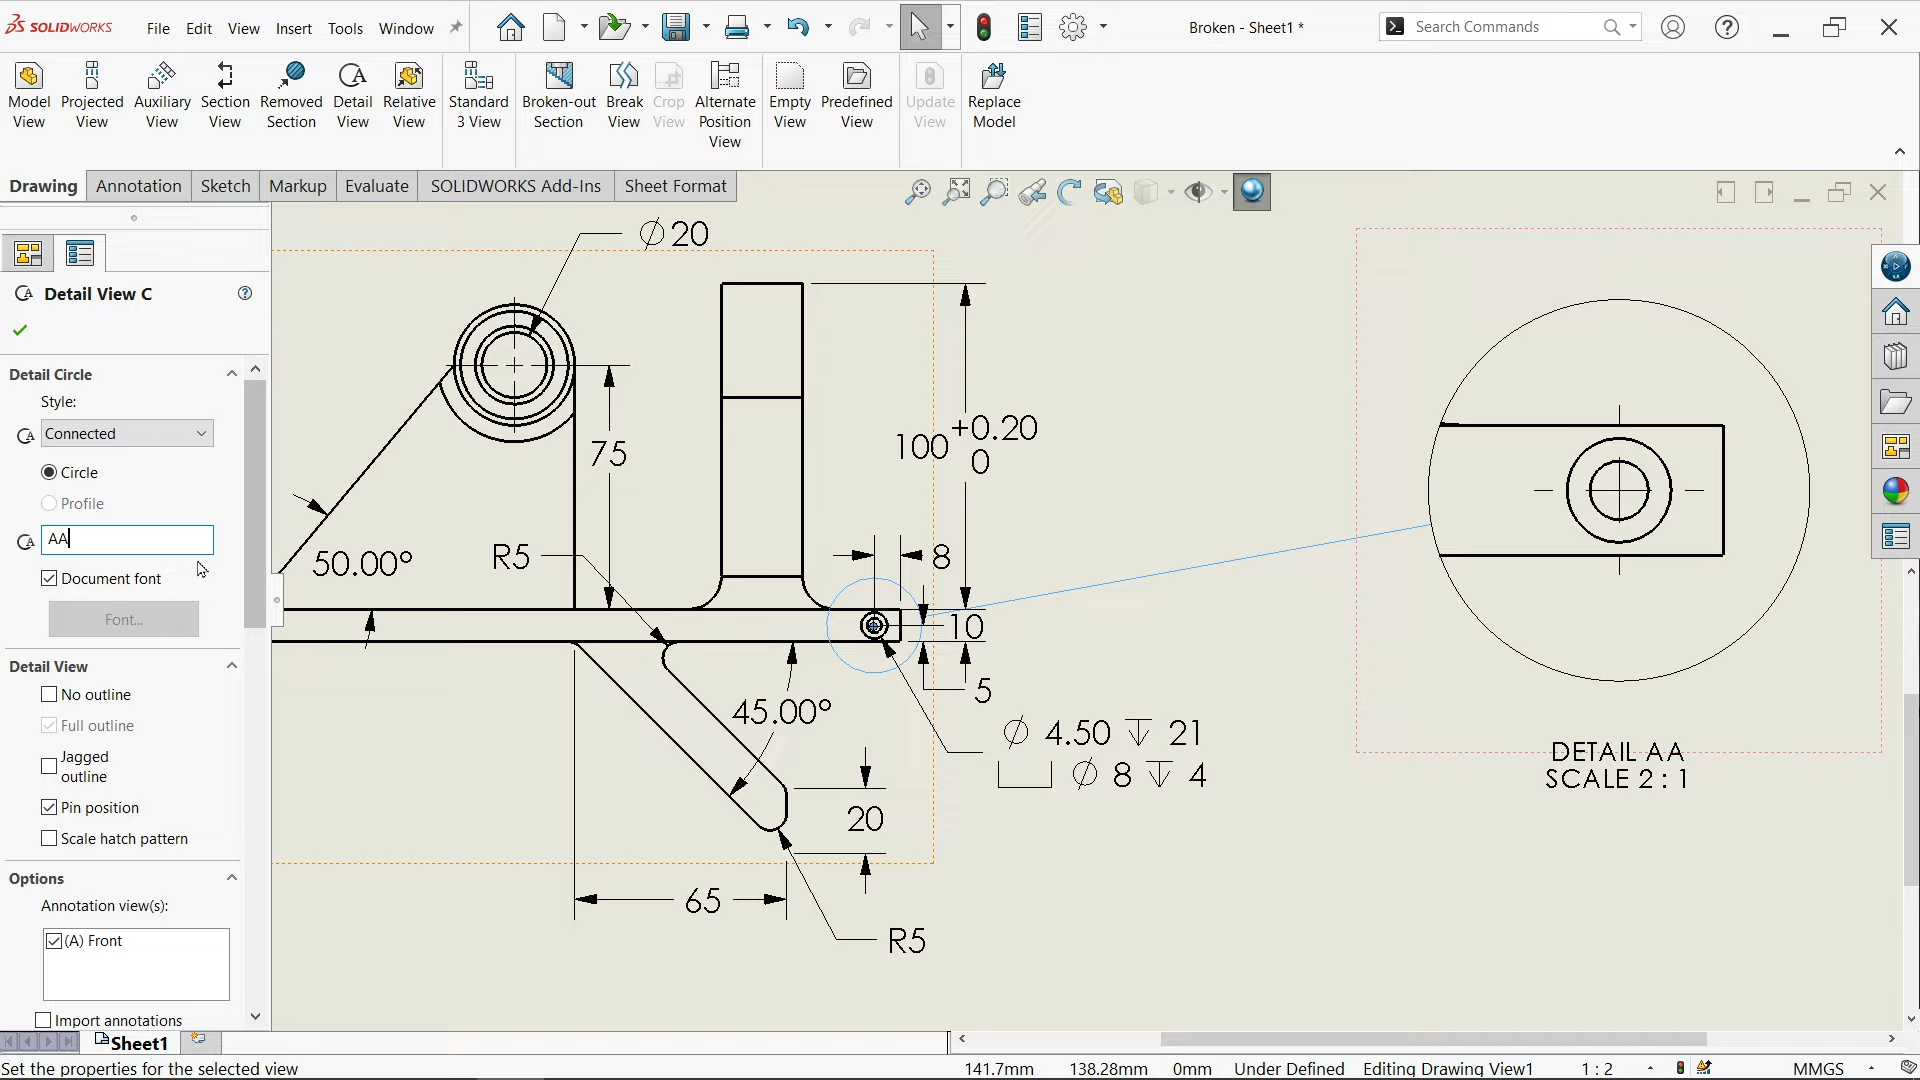 SOLIDWORKS
File Edit View Insert Tools Window
Broken - Sheet1 *
Search Commands
Model View
Projected View
Auxiliary View
Section View
Removed Section
Detail View
Relative View
Standard 3 View
Broken-out Section
Break View
Crop View
Alternate Position View
Empty View
Predefined View
Update View
Replace Model
Drawing Annotation Sketch Markup Evaluate SOLIDWORKS Add-Ins Sheet Format
Detail View C
Detail Circle
Style:
Connected
Circle
Profile
AA
Document font
Font...
Detail View
No outline
Full outline
Jagged outline
Pin position
Scale hatch pattern
Options
Annotation view(s):
(A) Front
Import annotations
∅20
75
100 +0.20 0
50.00°
R5
8
10
5
45.00°
∅ 4.50 ↧ 21
⌴ ∅ 8 ↧ 4
20
65
R5
DETAIL AA
SCALE 2 : 1
Sheet1
Set the properties for the selected view
141.7mm 138.28mm 0mm Under Defined Editing Drawing View1 1 : 2 MMGS